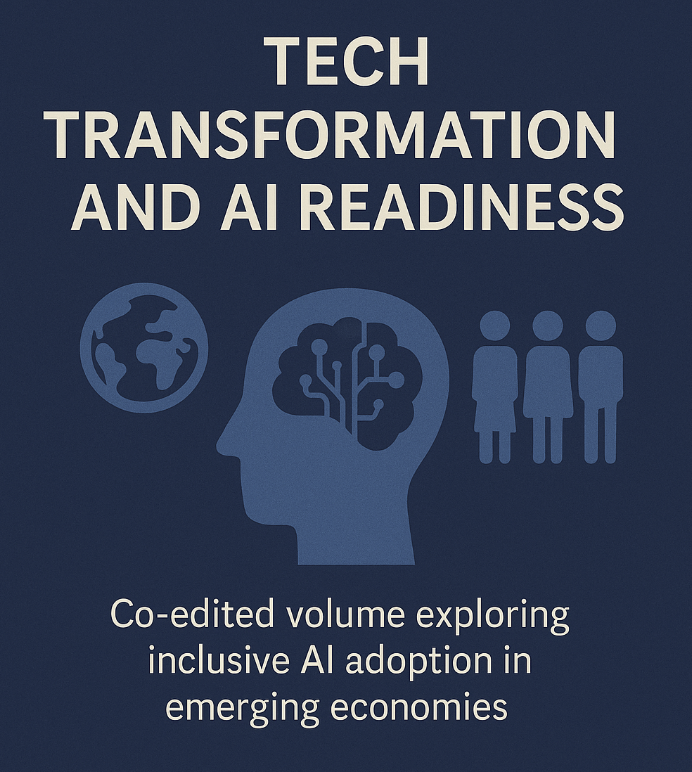 TECH
TRANSFORMATION
AND AI READINESS
Co-edited volume exploring
inclusive AI adoption in
emerging economies